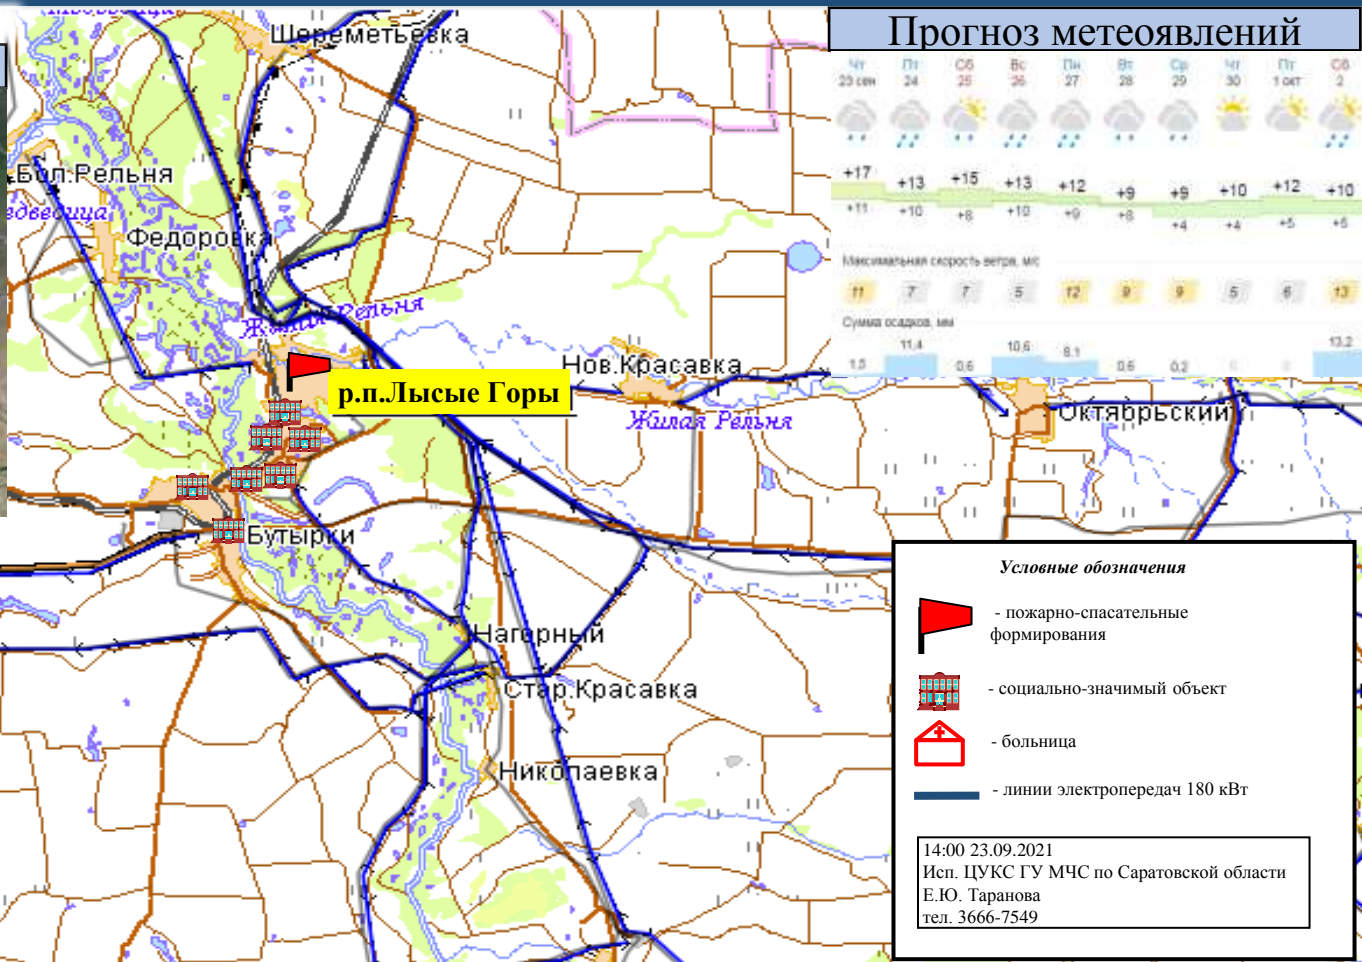 Прогноз метеоявлений
Чт Пт Сб Вс Пн Вт Ср Чт Пт Сб
23 сен 24 25 26 27 28 29 30 1 окт 2
+17 +13 +15 +13 +12 +9 +9 +10 +12 +10
+11 +10 +8 +10 +9 +8 +4 +4 +5 +6
Максимальная скорость ветра, м/с
11 7 7 5 12 9 9 5 6 13
Сумма осадков, мм
1,5 11,4 0,6 10,6 8,1 0,6 0,2 13,2
Медведица
Шереметьевка
Бол.Рельня
едведица
Федоровка
Жилая Рельня
Нов.Красавка
р.п.Лысые Горы
Жилая Рельня
Октябрьский
Бутырки
Нагорный
Стар.Красавка
Николаевка
Условные обозначения
- пожарно-спасательные
формирования
- социально-значимый объект
- больница
- линии электропередач 180 кВт
14:00 23.09.2021
Исп. ЦУКС ГУ МЧС по Саратовской области
Е.Ю. Таранова
тел. 3666-7549